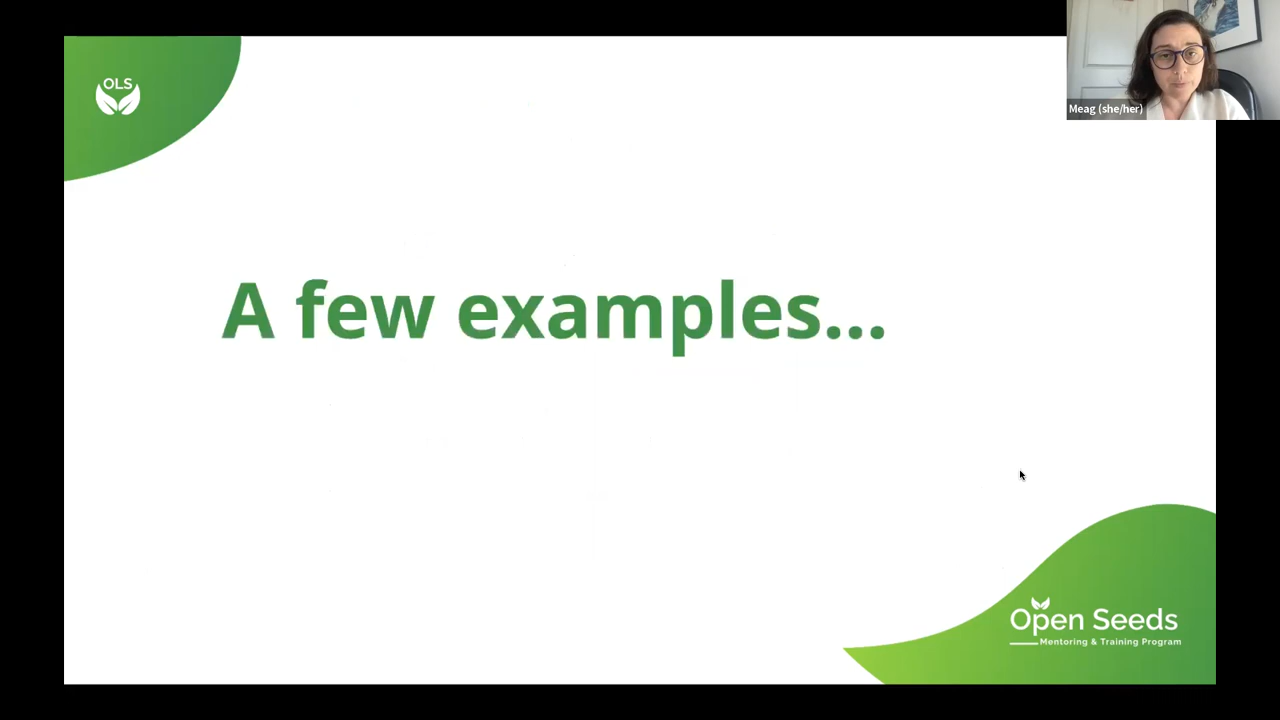 OLS
Meag (she/her)
A few examples...
Open Seeds
Mentoring & Training Program